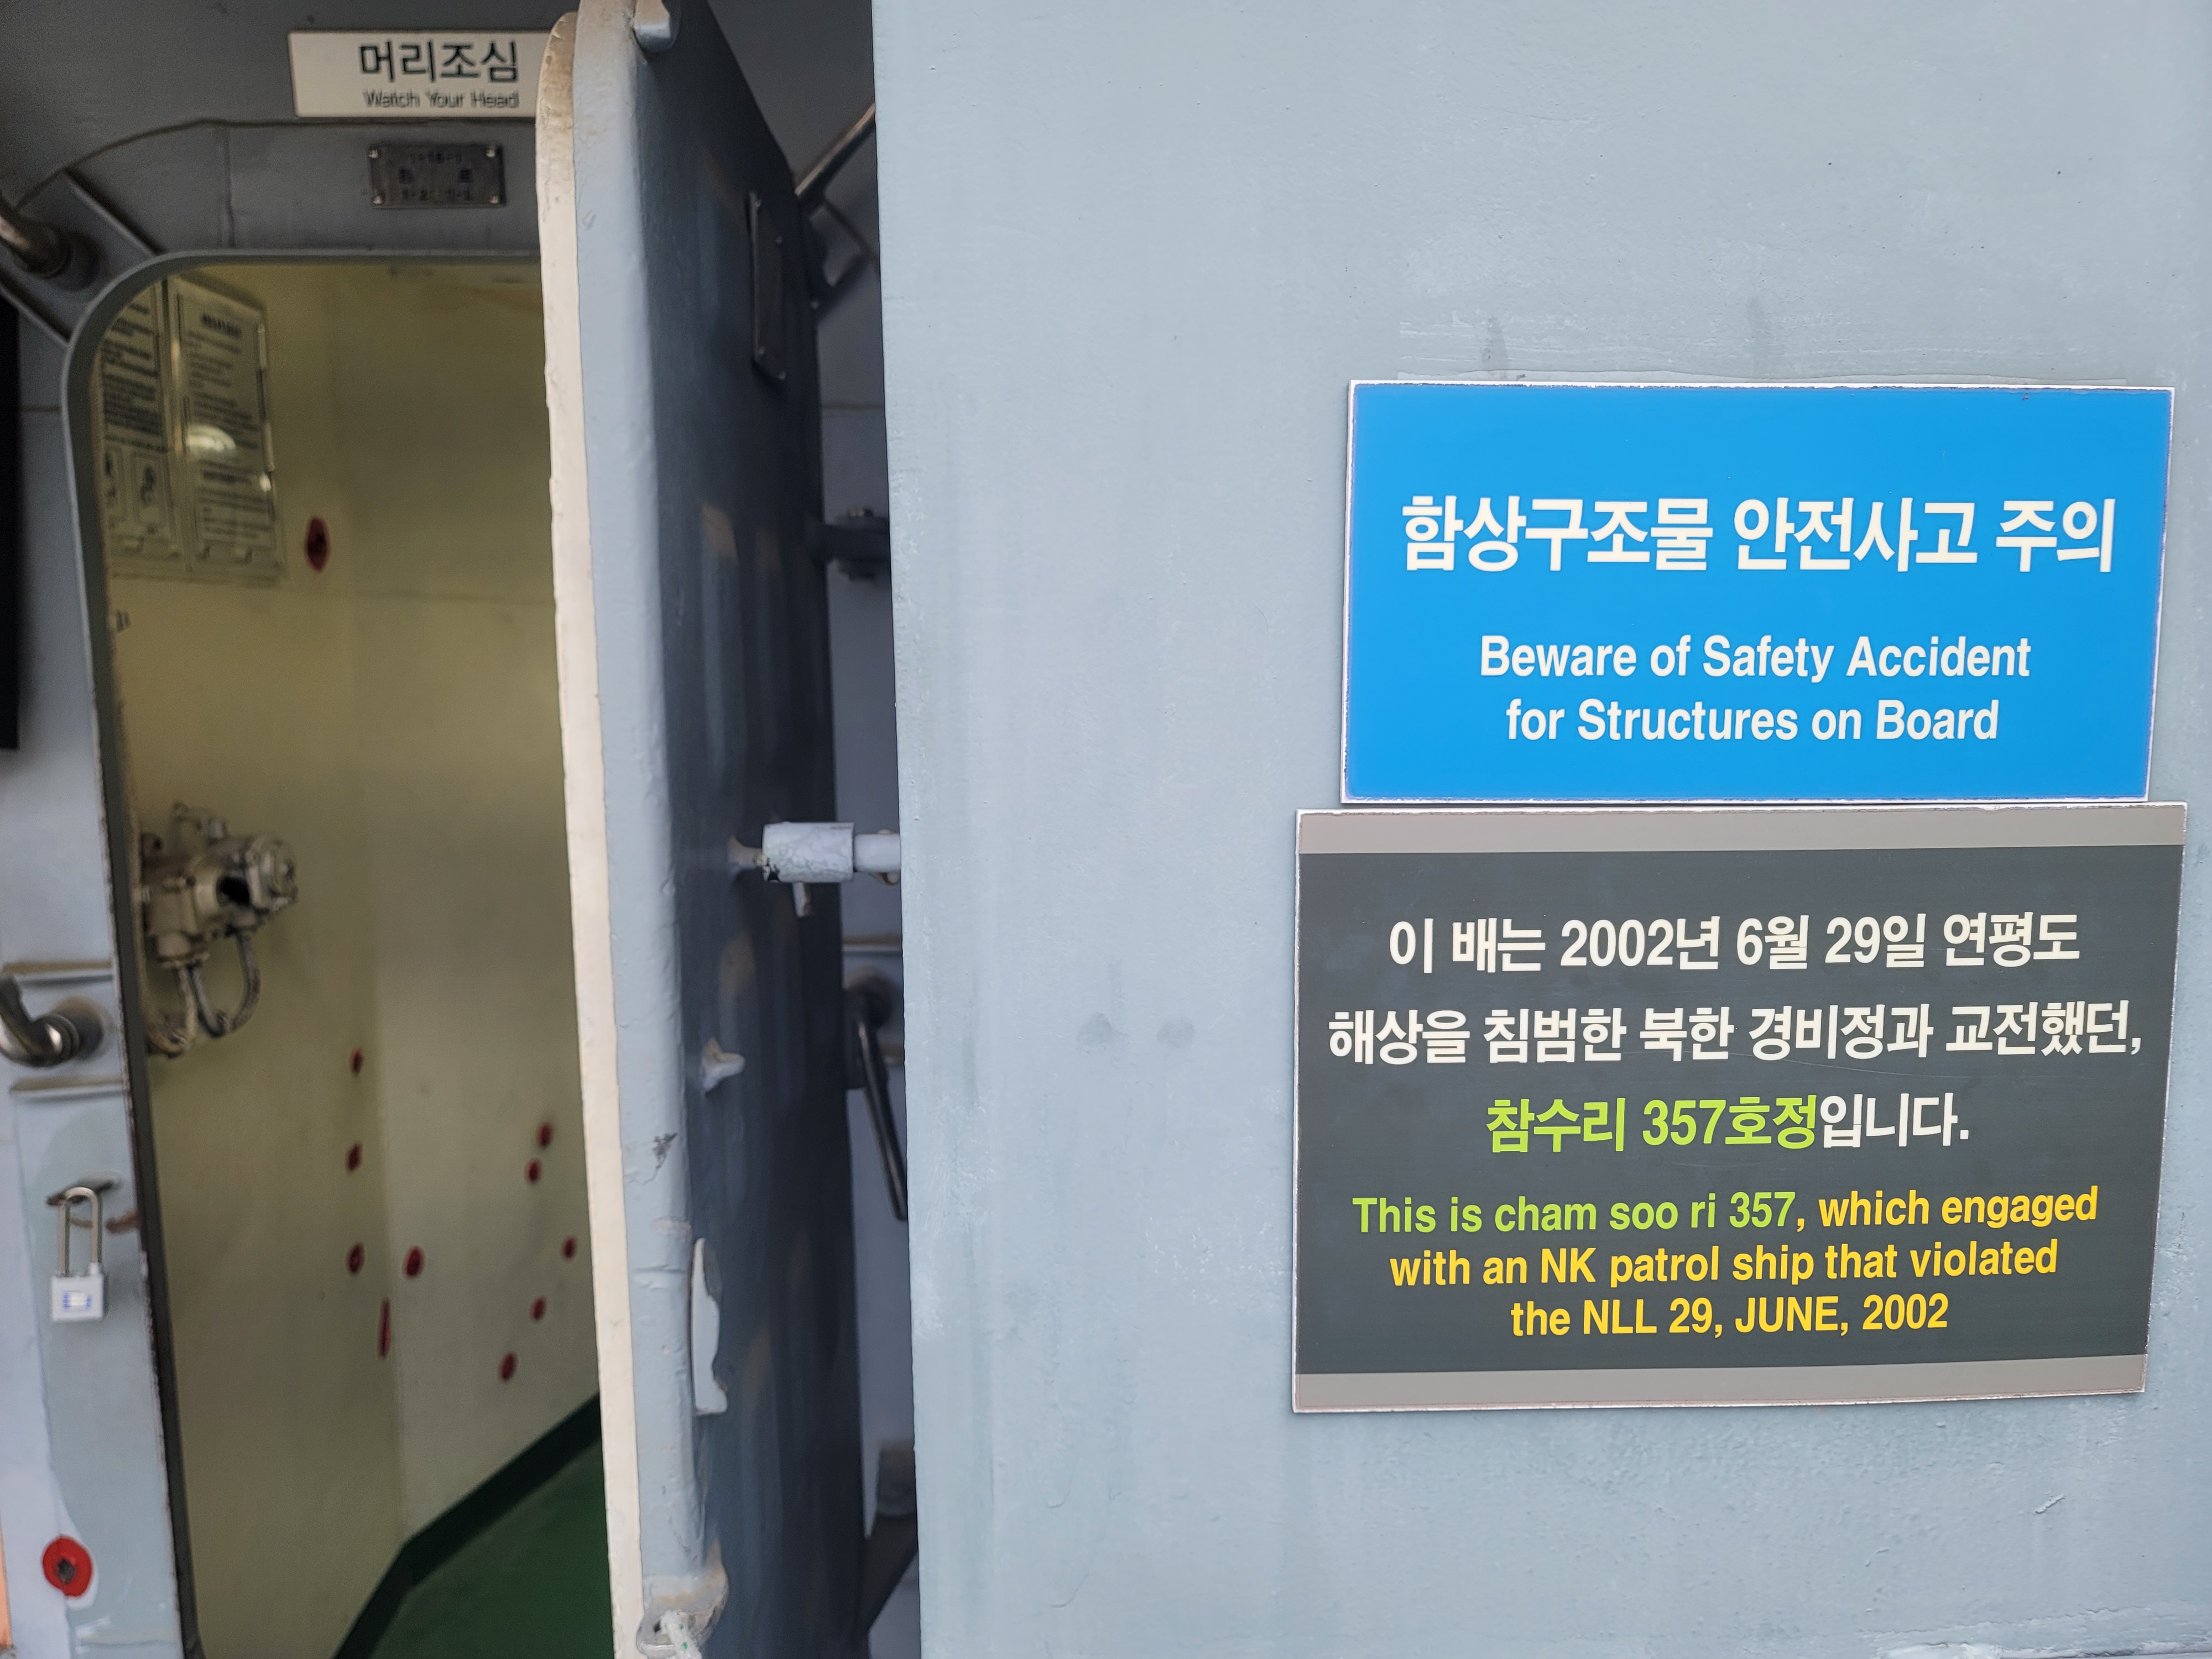 머리조심
Watch Your Head
함상구조물 안전사고 주의
Beware of Safety Accident
for Structures on Board
이 배는 2002년 6월 29일 연평도
해상을 침범한 북한 경비정과 교전했던,
참수리 357호정입니다.
This is cham soo ri 357, which engaged
with an NK patrol ship that violated
the NLL 29, JUNE, 2002